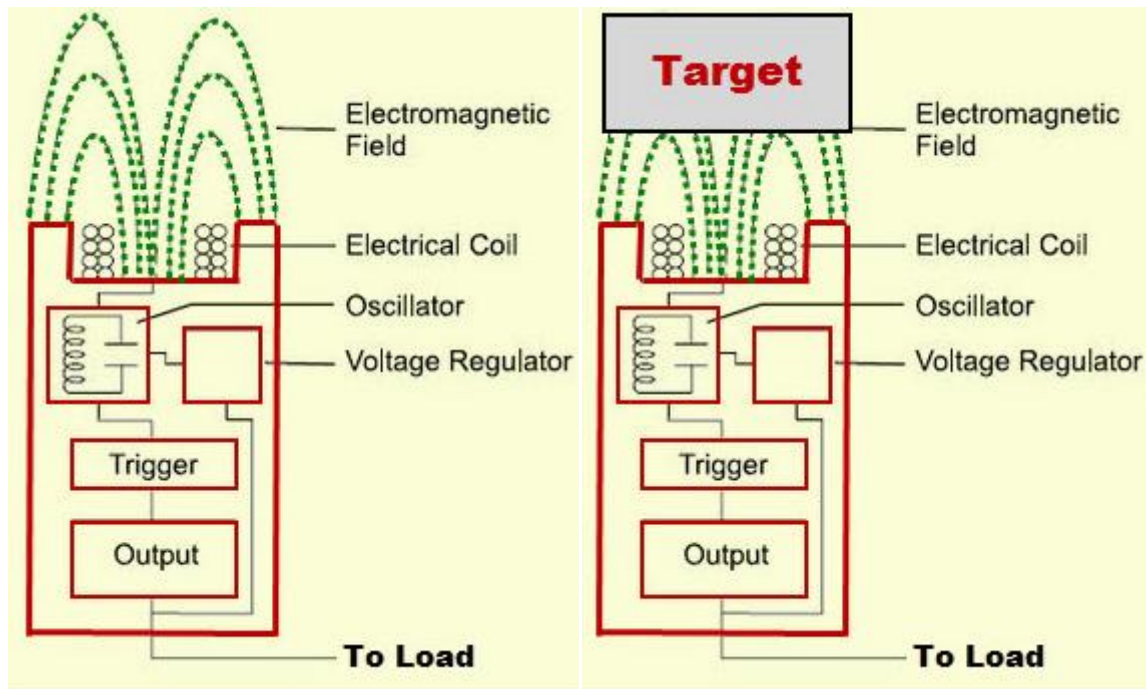 Electromagnetic
Field
Electrical Coil
Oscillator
Voltage Regulator
Trigger
Output
To Load
Target
Electromagnetic
Field
Electrical Coil
Oscillator
Voltage Regulator
Trigger
Output
To Load